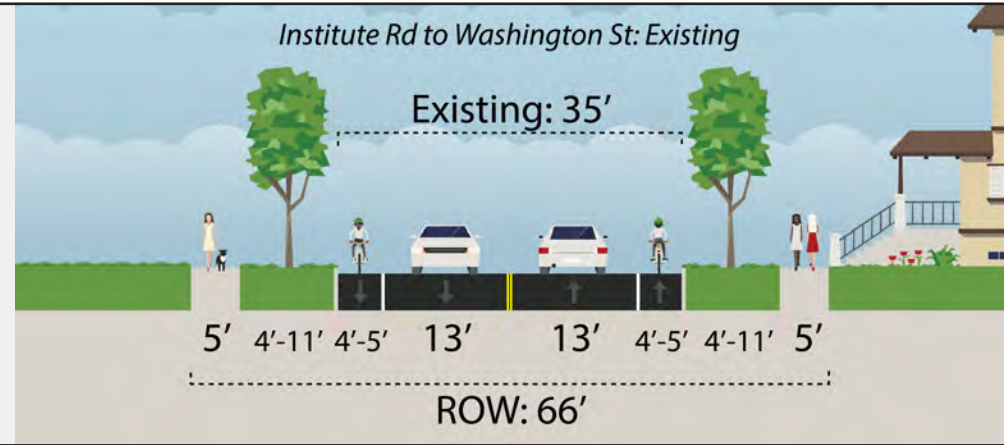 Institute Rd to Washington St: Existing
Existing: 35’
5’ 4’-11’ 4’-5’ 13’ 13’ 4’-5’ 4’-11’ 5’
ROW: 66’